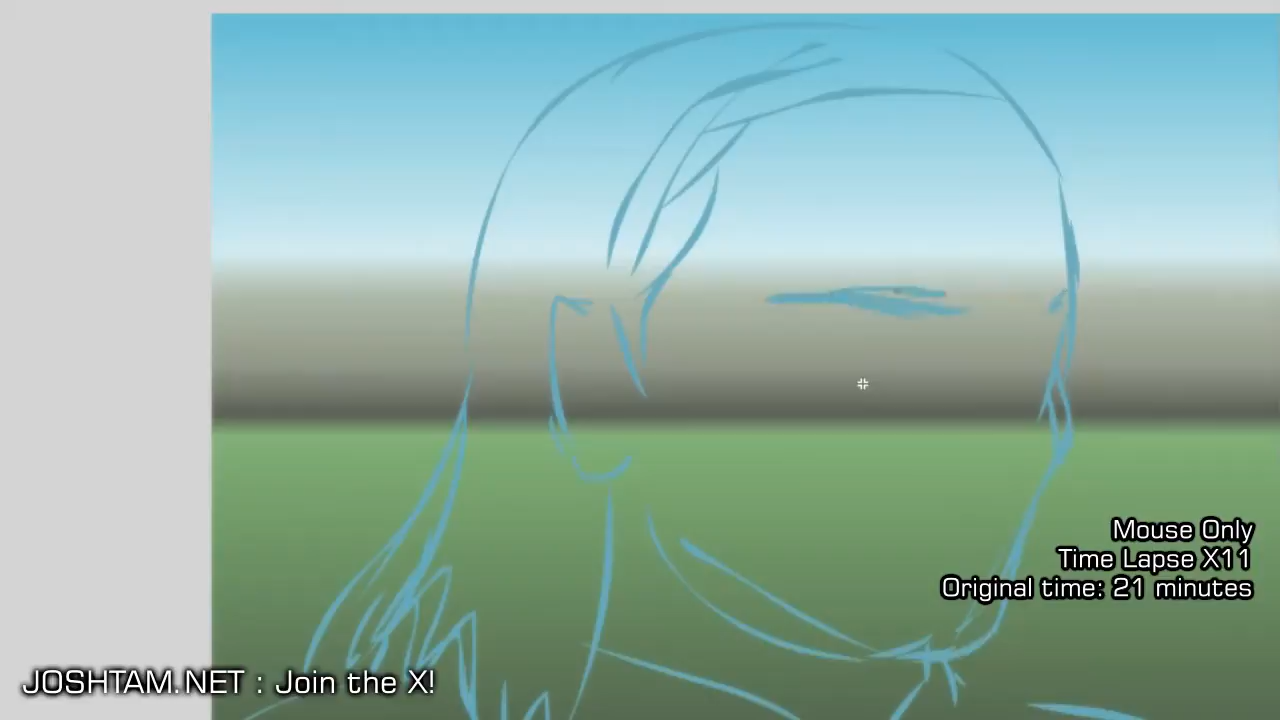 Mouse Only
Time Lapse X11
Original time: 21 minutes
JOSHTAM.NET : Join the X!